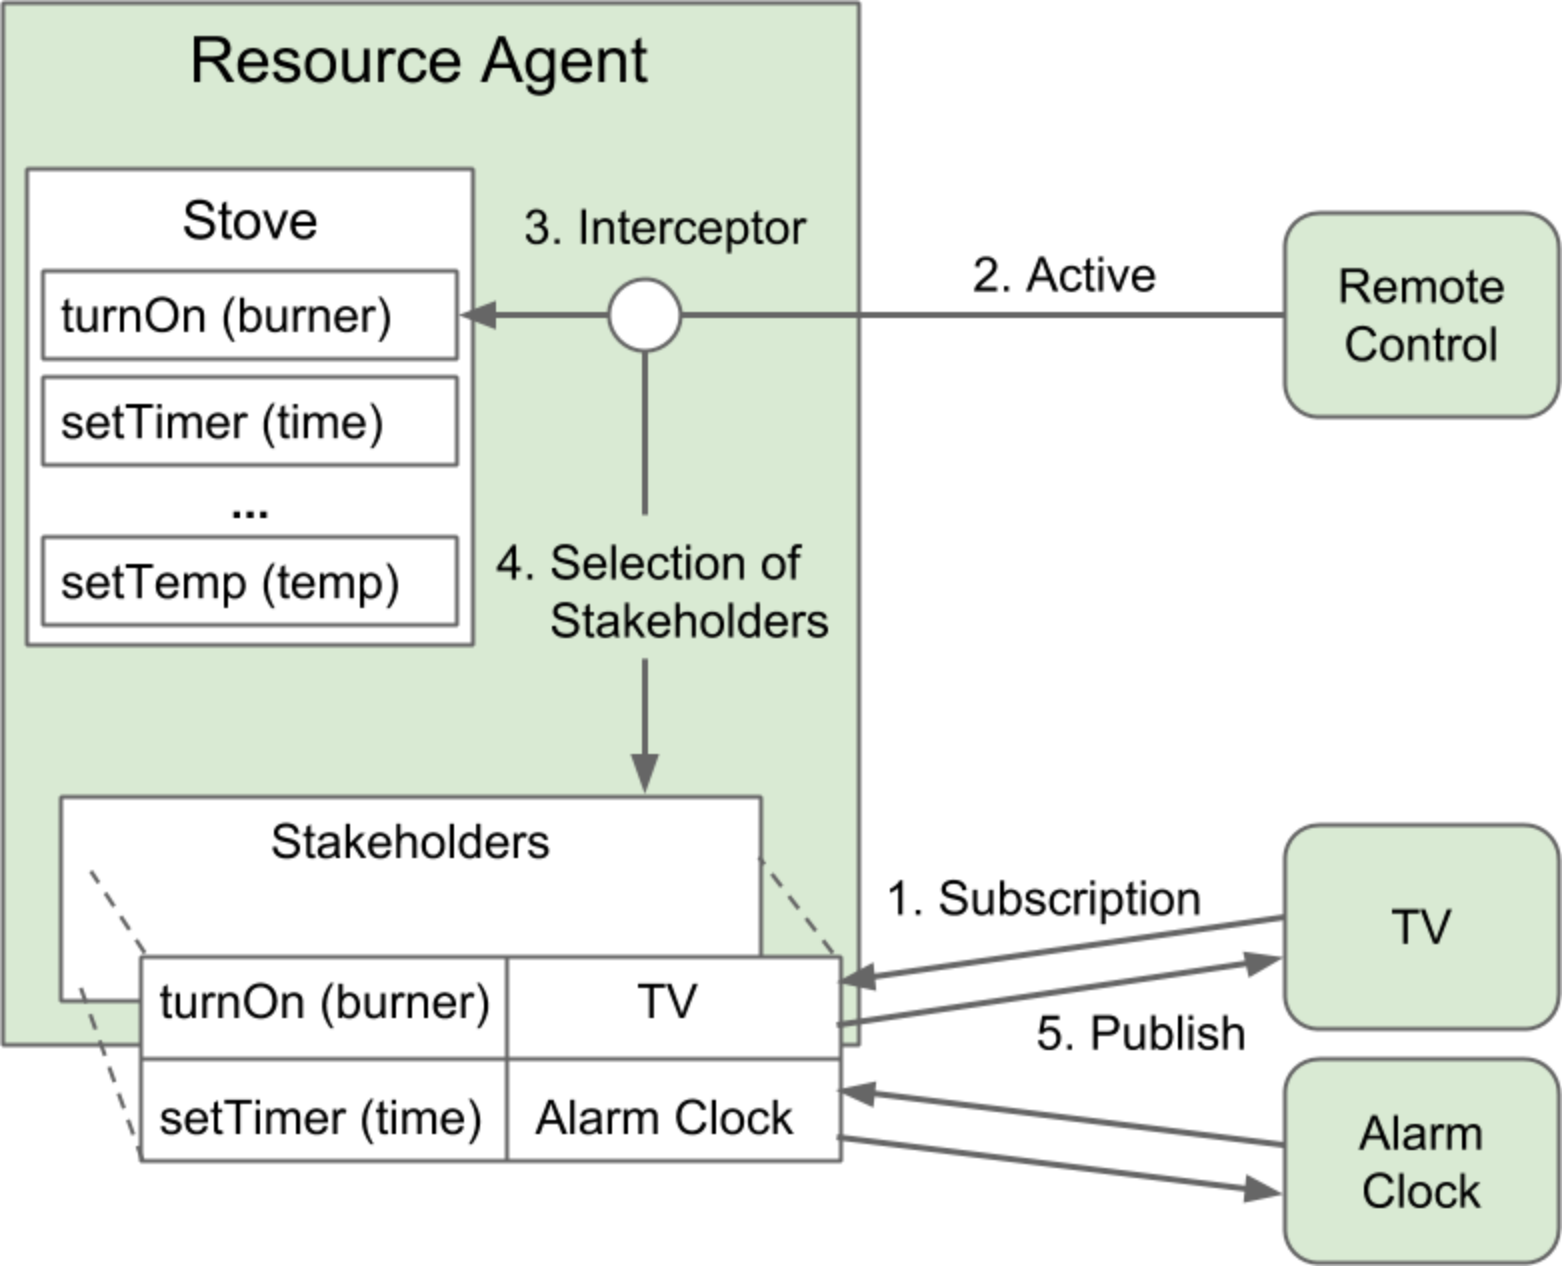 Resource Agent
Stove
turnOn (burner)
setTimer (time)
...
setTemp (temp)
3. Interceptor
2. Active
Remote
Control
4. Selection of
Stakeholders
Stakeholders
turnOn (burner) TV
setTimer (time) Alarm Clock
1. Subscription
5. Publish
TV
Alarm
Clock